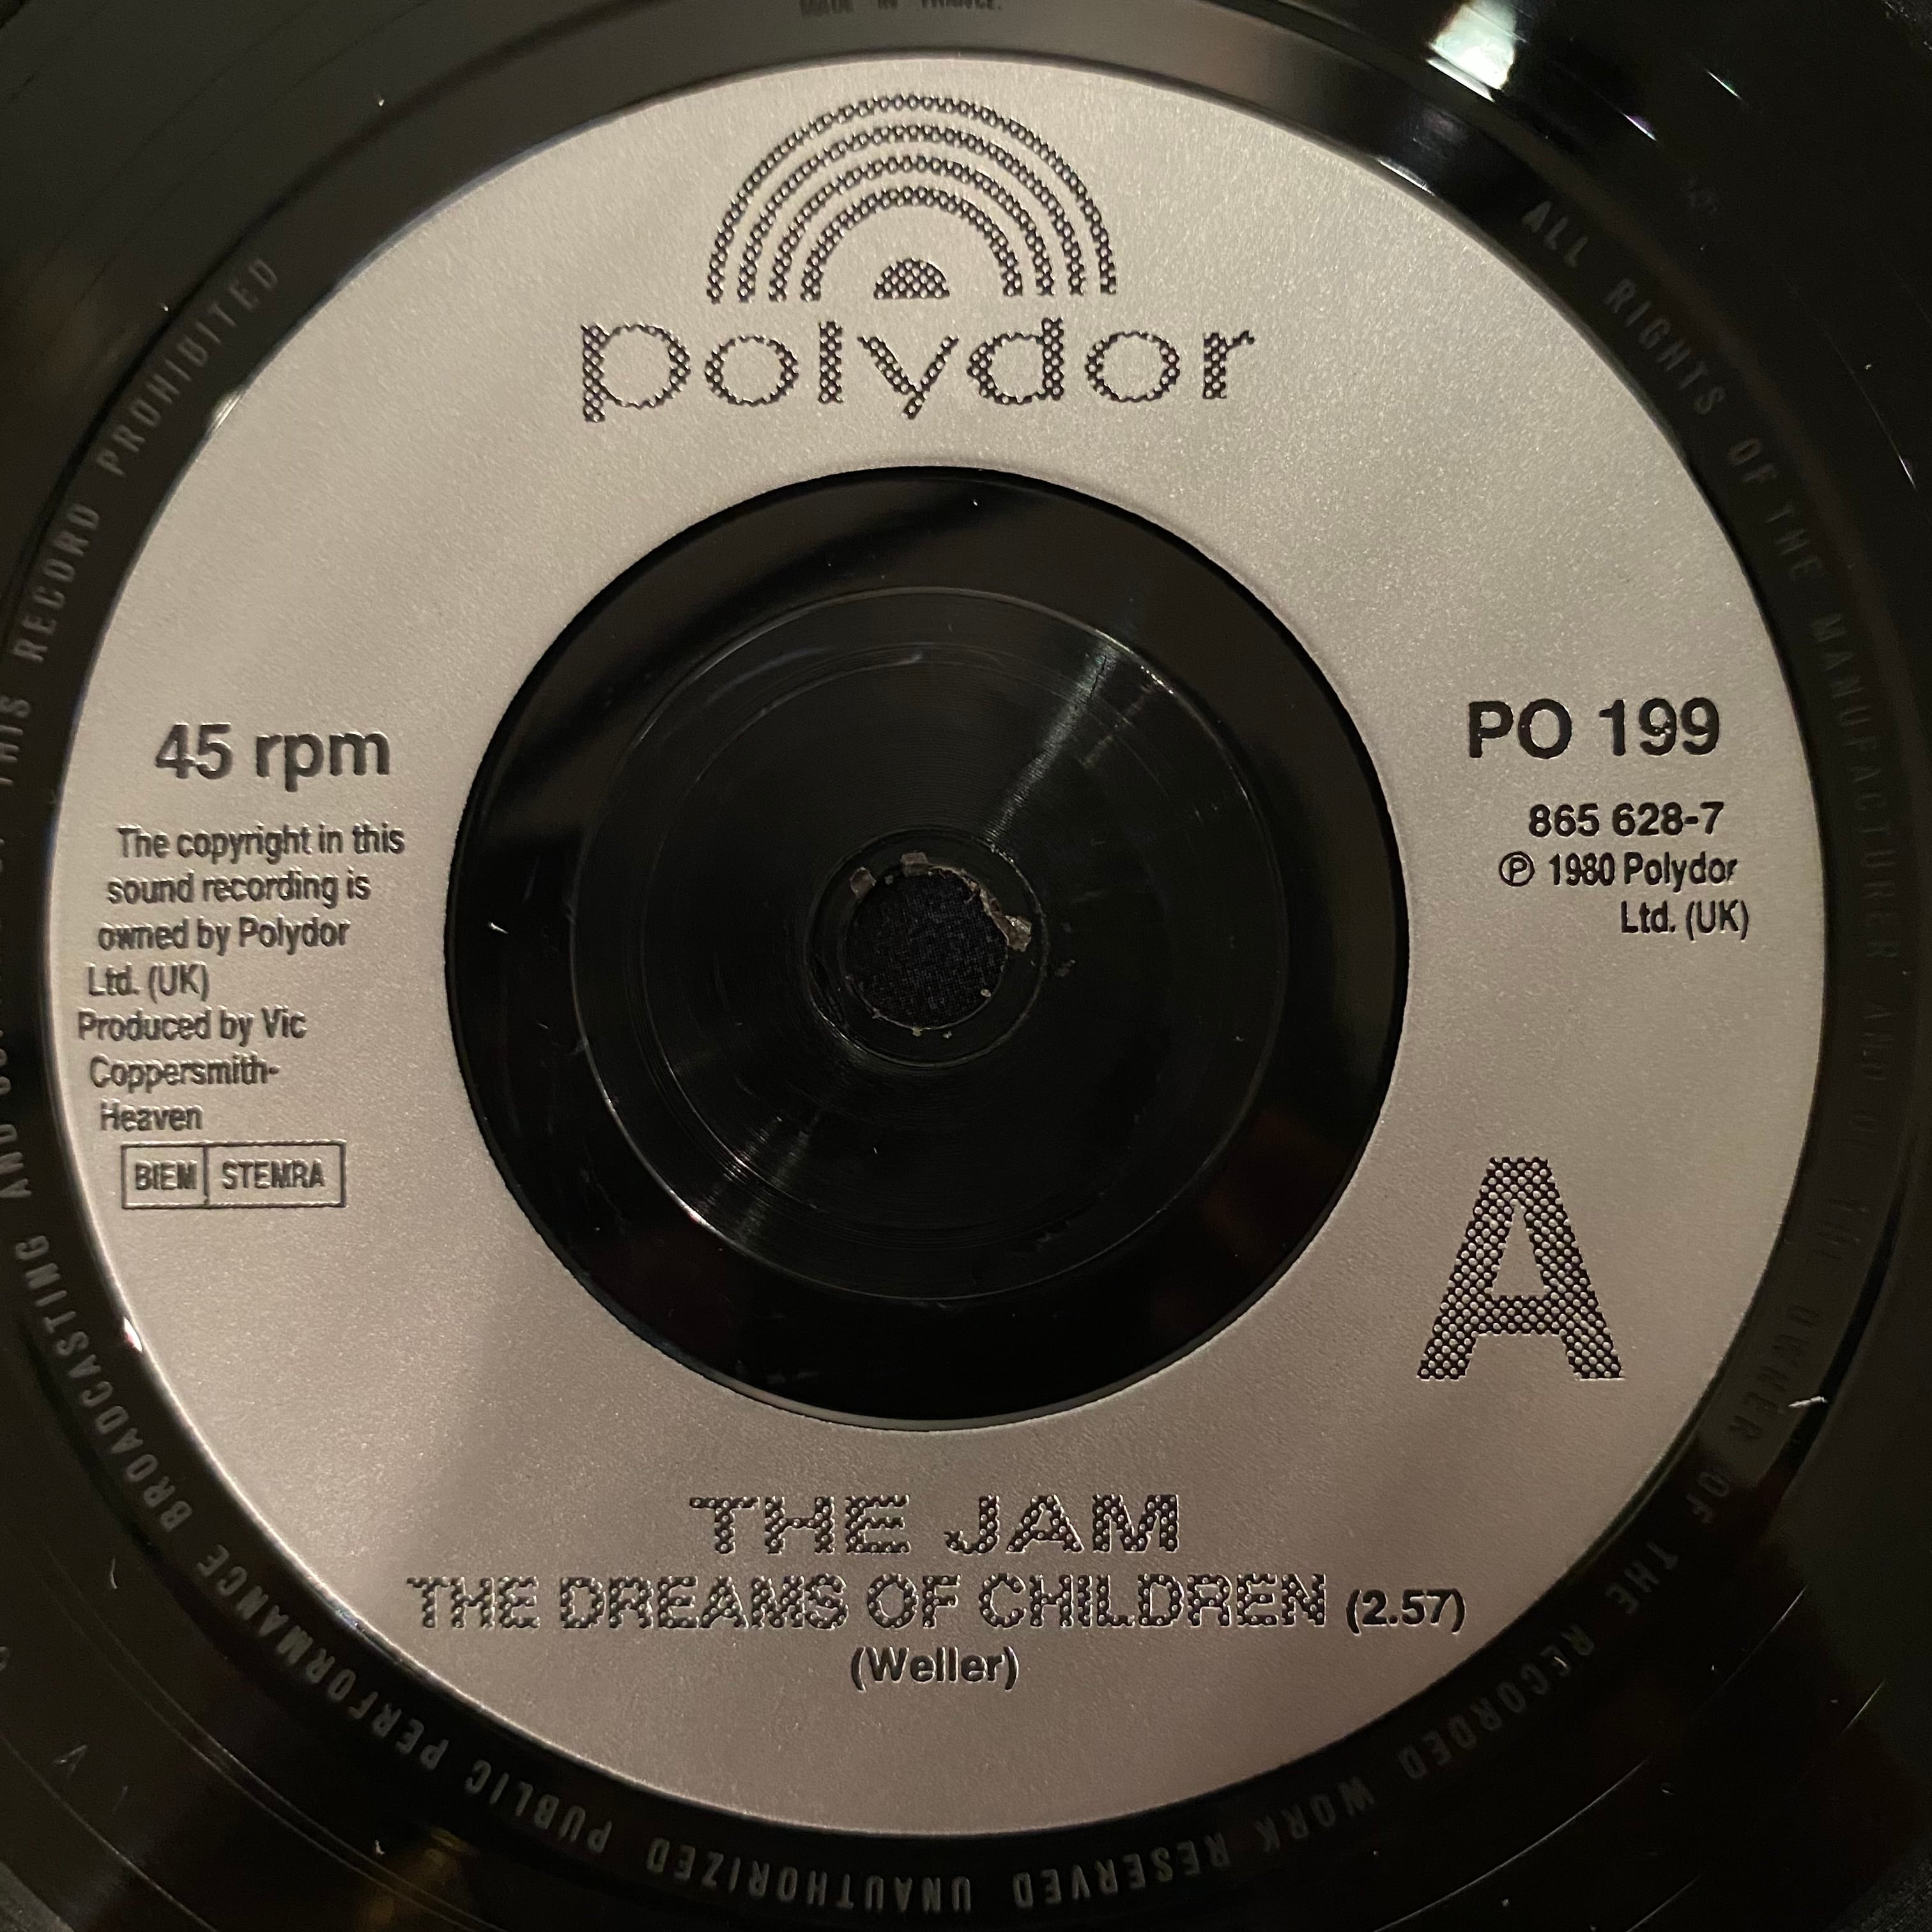 MADE IN FRANCE.
polydor
45 rpm
The copyright in this
sound recording is
owned by Polydor
Ltd. (UK)
Produced by Vic
Coppersmith-
Heaven
BIEM STEMRA
PO 199
865 628-7
℗ 1980 Polydor
Ltd. (UK)
A
THE JAM
THE DREAMS OF CHILDREN (2.57)
(Weller)
ALL RIGHTS OF THE MANUFACTURER AND OF THE OWNER OF THE RECORDED WORK RESERVED UNAUTHORIZED PUBLIC PERFORMANCE BROADCASTING AND THIS RECORD PROHIBITED